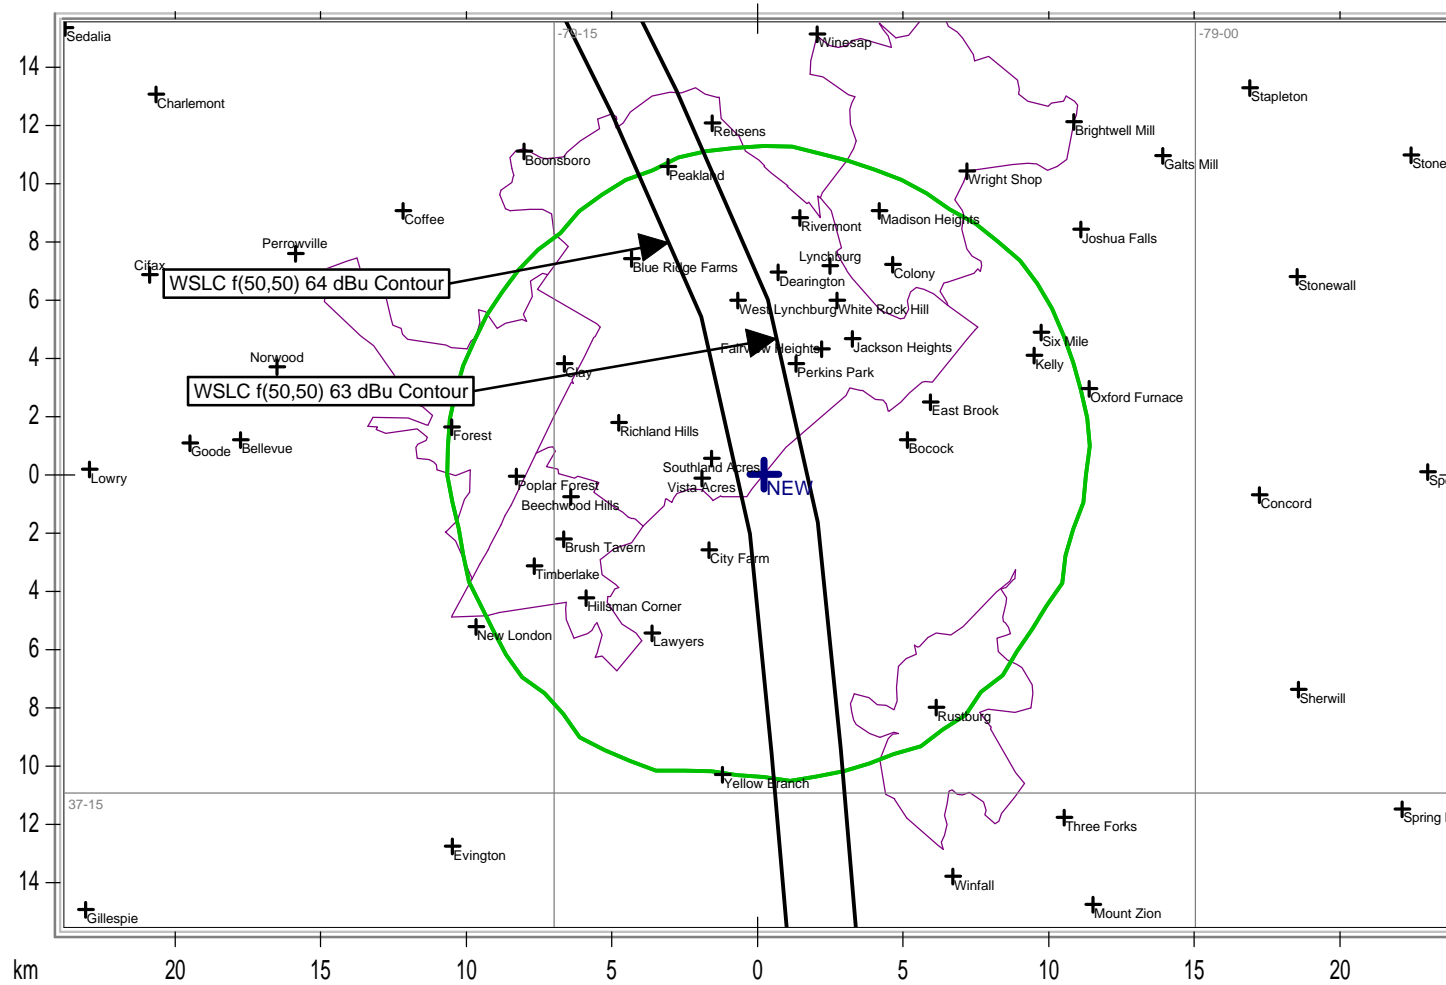 Sedalia
-79-15
Winesap
-79-00
14
Charlemont
Stapleton
12
Reusens
Brightwell Mill
Boonsboro
Galts Mill
Stone
10
Peakland
Wright Shop
Coffee
Rivermont
Madison Heights
Joshua Falls
8
Perrowville
Lynchburg
Cifax
WSLC f(50,50) 64 dBu Contour
Blue Ridge Farms
Dearington
Colony
Stonewall
6
West Lynchburg
White Rock Hill
Six Mile
Fairview Heights
Jackson Heights
4
Norwood
Clay
Perkins Park
Kelly
WSLC f(50,50) 63 dBu Contour
Oxford Furnace
East Brook
2
Forest
Richland Hills
Goode
Bellevue
Bocock
0
Lowry
Southland Acres
Poplar Forest
Vista Acres
NEW
Beechwood Hills
Concord
2
Brush Tavern
City Farm
Timberlake
4
Hillsman Corner
New London
Lawyers
6
Sherwill
8
Rustburg
10
Yellow Branch
37-15
12
Three Forks
Spring
Evington
14
Winfall
Gillespie
Mount Zion
km
20
15
10
5
0
5
10
15
20